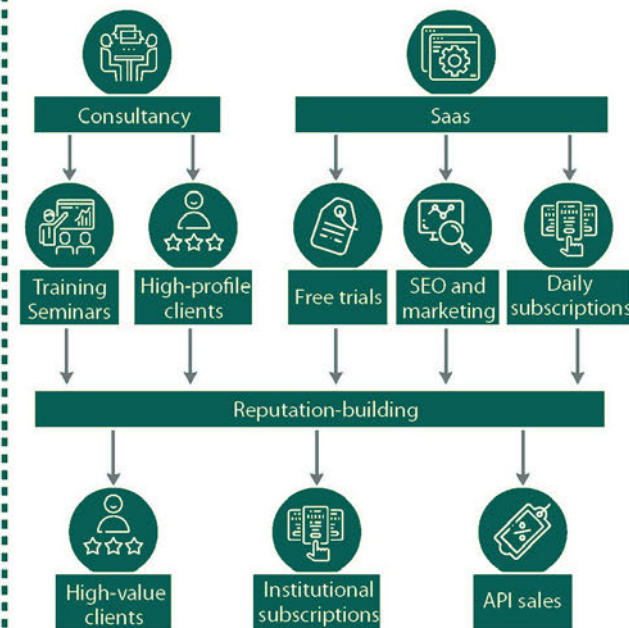 Consultancy
Saas
Training
Seminars
High-profile
clients
Free trials
SEO and
marketing
Daily
subscriptions
Reputation-building
High-value
clients
Institutional
subscriptions
API sales